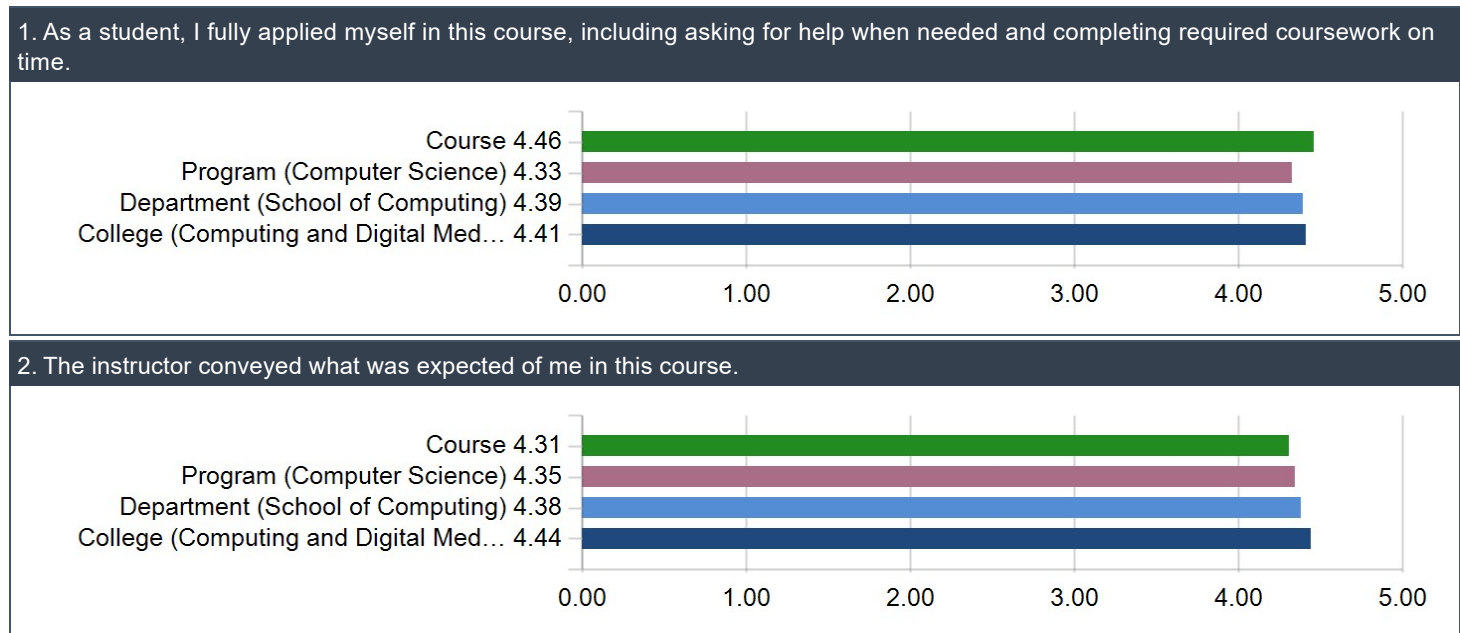 1. As a student, I fully applied myself in this course, including asking for help when needed and completing required coursework on
time.
Course 4.46
Program (Computer Science) 4.33
Department (School of Computing) 4.39
College (Computing and Digital Med... 4.41
0.00 1.00 2.00 3.00 4.00 5.00
2. The instructor conveyed what was expected of me in this course.
Course 4.31
Program (Computer Science) 4.35
Department (School of Computing) 4.38
College (Computing and Digital Med... 4.44
0.00 1.00 2.00 3.00 4.00 5.00